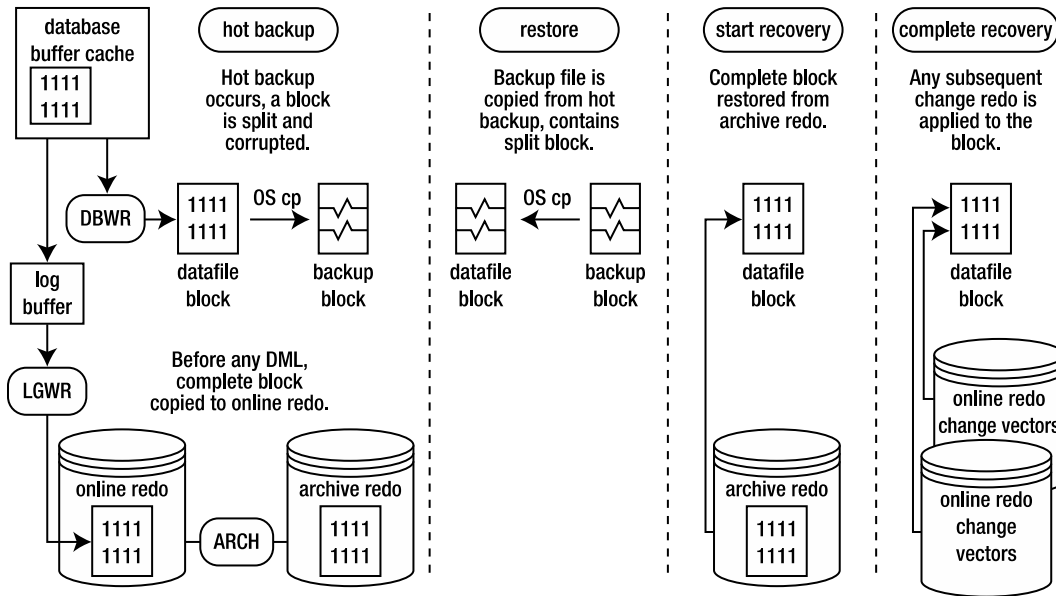 database
buffer cache
1111
1111
hot backup
Hot backup
occurs, a block
is split and
corrupted.
DBWR
1111
1111
datafile
block
OS cp
backup
block
log
buffer
LGWR
Before any DML,
complete block
copied to online redo.
online redo
1111
1111
ARCH
archive redo
1111
1111
restore
Backup file is
copied from hot
backup, contains
split block.
datafile
block
OS cp
backup
block
start recovery
Complete block
restored from
archive redo.
1111
1111
datafile
block
archive redo
1111
1111
complete recovery
Any subsequent
change redo is
applied to the
block.
1111
1111
datafile
block
online redo
change vectors
online redo
change
vectors